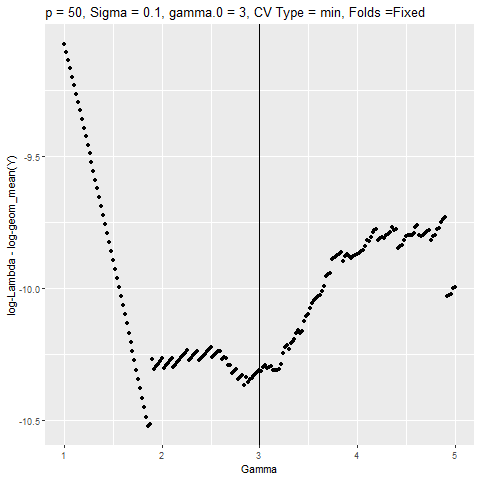 p = 50, Sigma = 0.1, gamma.0 = 3, CV Type = min, Folds =Fixed
log-Lambda - log-geom_mean(Y)
-9.5
-10.0
-10.5
1 2 3 4 5
Gamma